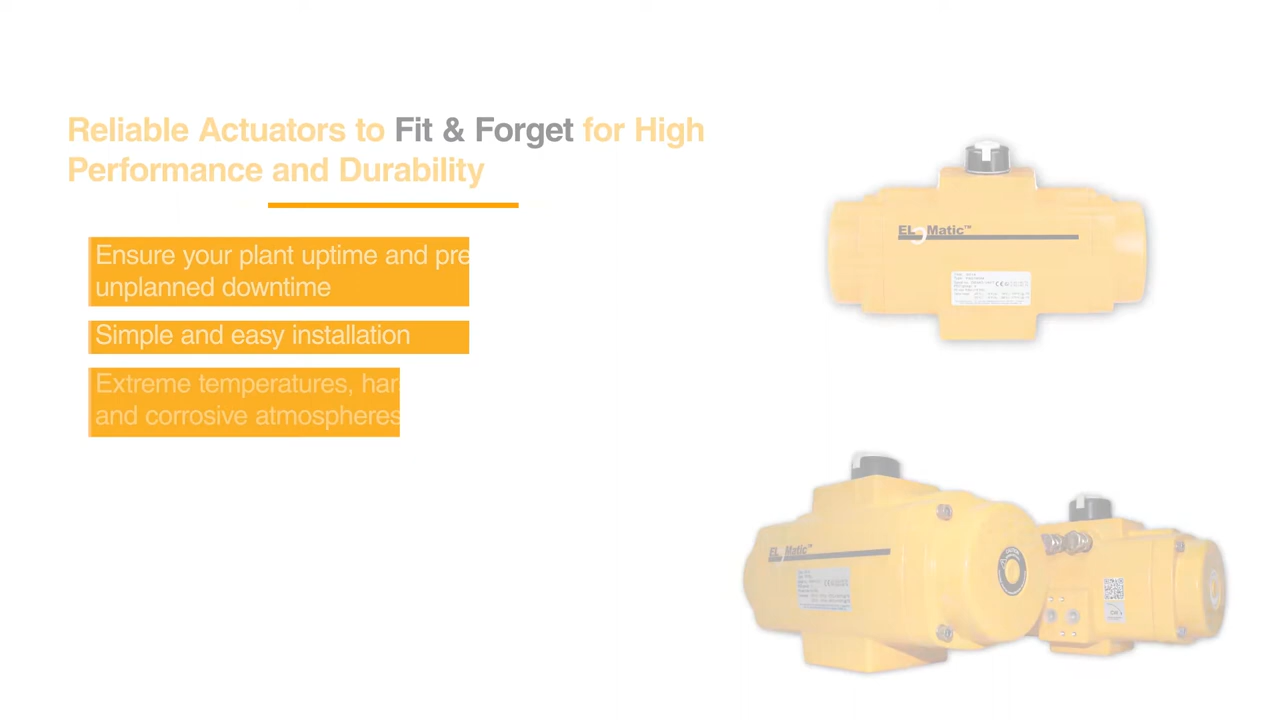 Reliable Actuators to Fit & Forget for High
Performance and Durability
Ensure your plant uptime and pre
unplanned downtime
Simple and easy installation
Extreme temperatures, har
and corrosive atmospheres
EL Matic™
EL Matic™